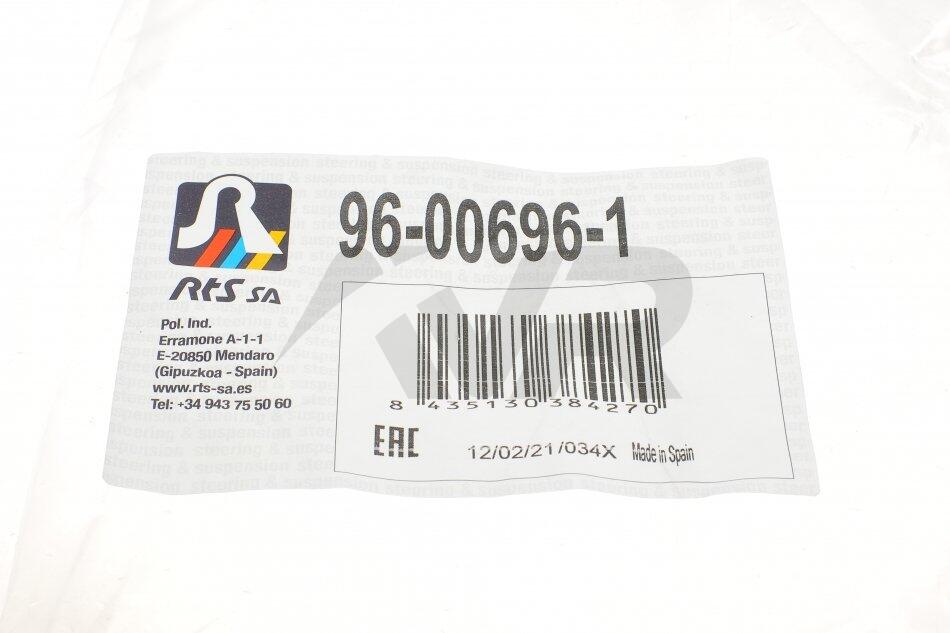 steering & suspension steering & suspension steering & suspension
96-00696-1
RTS SA
Pol. Ind.
Erramone A-1-1
E-20850 Mendaro
(Gipuzkoa - Spain)
www.rts-sa.es
Tel: +34 943 75 50 60
8 435130 384270
EAC
12/02/21/034X Made in Spain